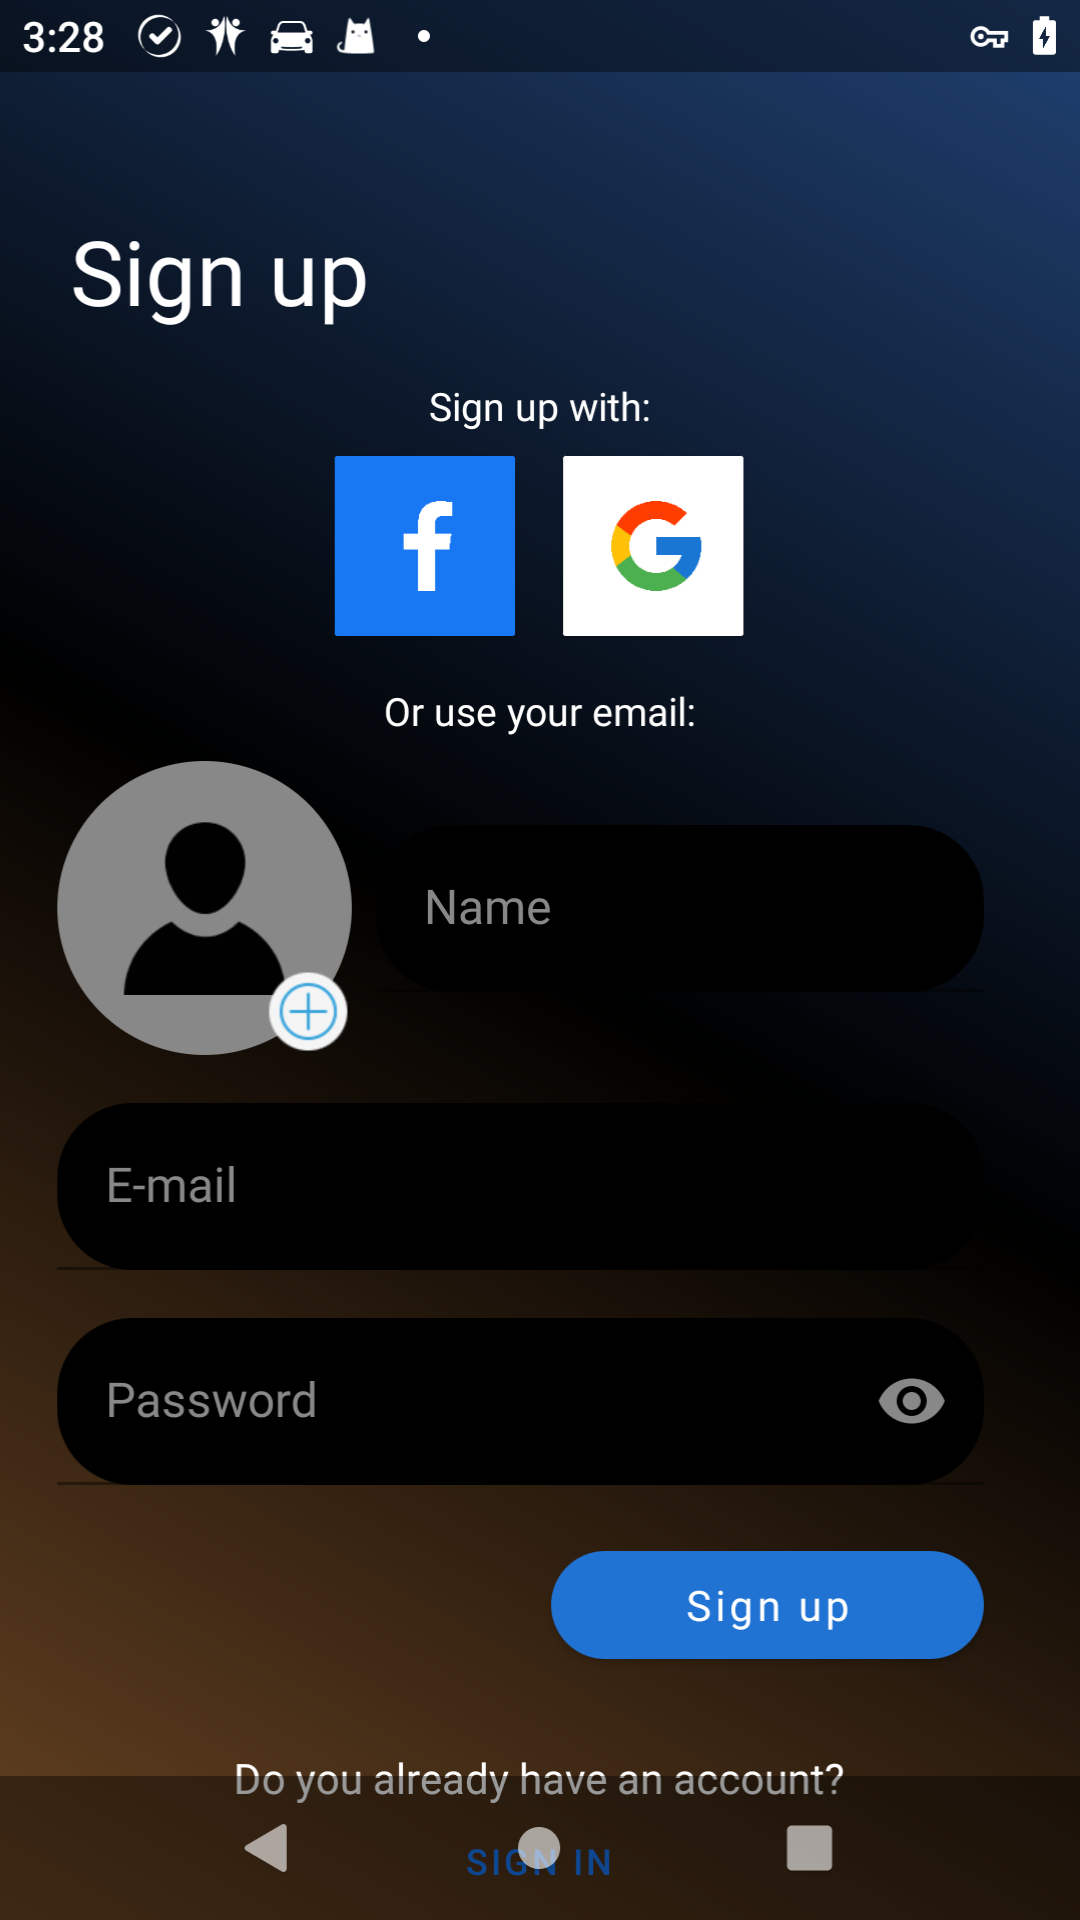 3:28
Sign up
Sign up with:
Or use your email:
Name
E-mail
Password
Sign up
Do you already have an account?
SIGN IN